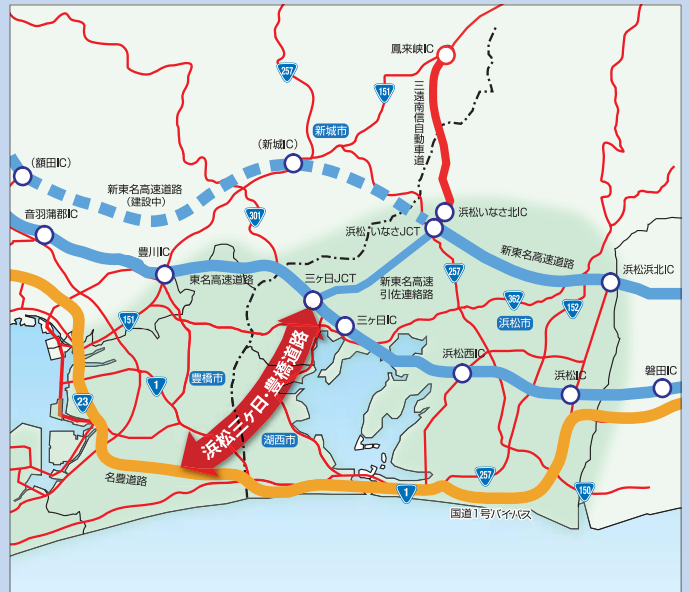 鳳来峡IC
257
151
三遠南信自動車道
新城市
(新城IC)
(額田IC)
新東名高速道路
(建設中)
301
浜松いなさ北IC
音羽蒲郡IC
浜松いなさJCT
豊川IC
東名高速道路
三ヶ日JCT
新東名高速
引佐連絡路
257
新東名高速道路
浜松浜北IC
362
152
151
三ヶ日IC
浜松市
浜松三ヶ日・豊橋道路
浜松西IC
1
豊橋市
浜松IC
磐田IC
23
湖西市
名豊道路
257
1
150
国道1号バイパス